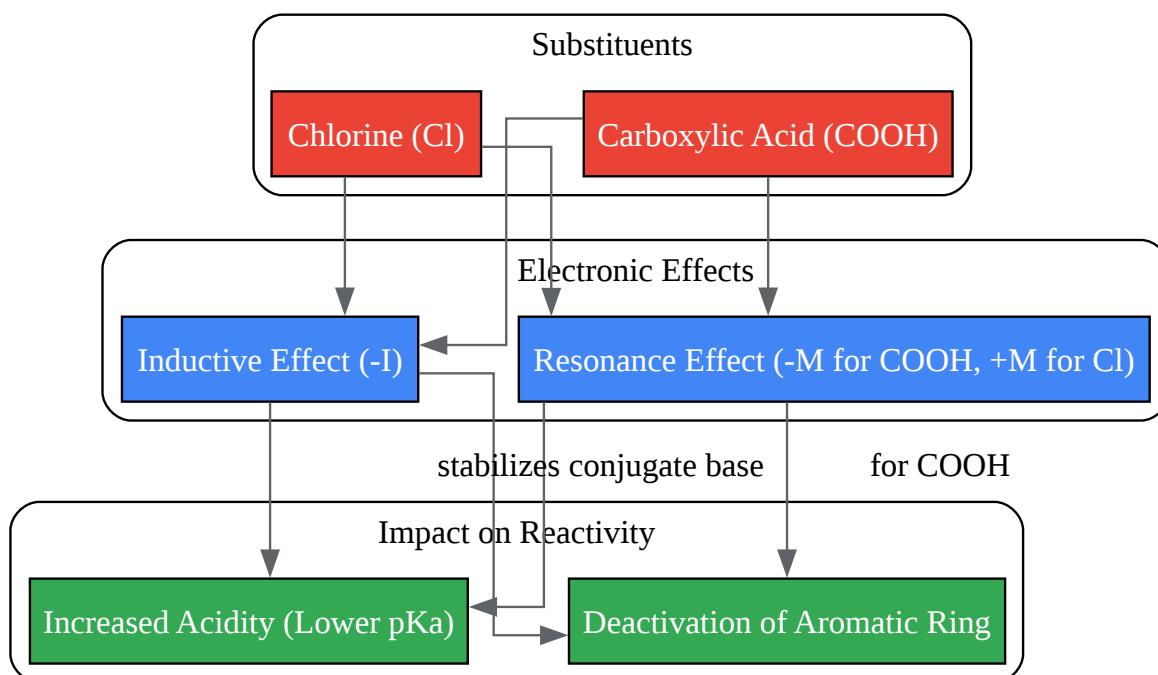 Substituents
Chlorine (Cl)
Carboxylic Acid (COOH)
Electronic Effects
Inductive Effect (-I)
Resonance Effect (-M for COOH, +M for Cl)
stabilizes conjugate base
for COOH
Impact on Reactivity
Increased Acidity (Lower pKa)
Deactivation of Aromatic Ring